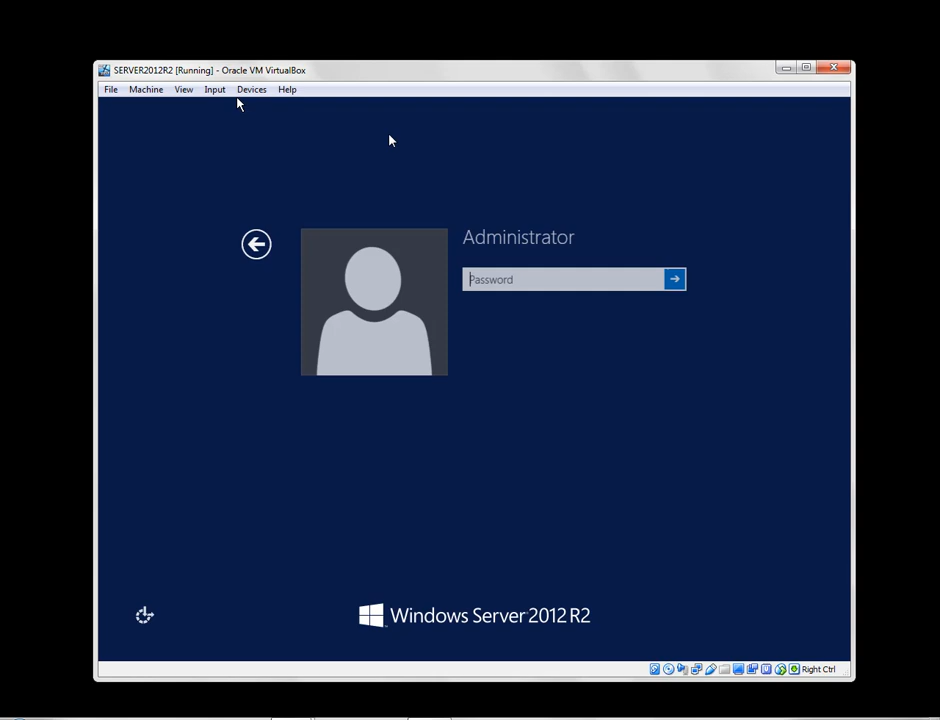 SERVER2012R2 [Running] - Oracle VM VirtualBox
File Machine View Input Devices Help
Administrator
Password
Windows Server 2012 R2
Right Ctrl